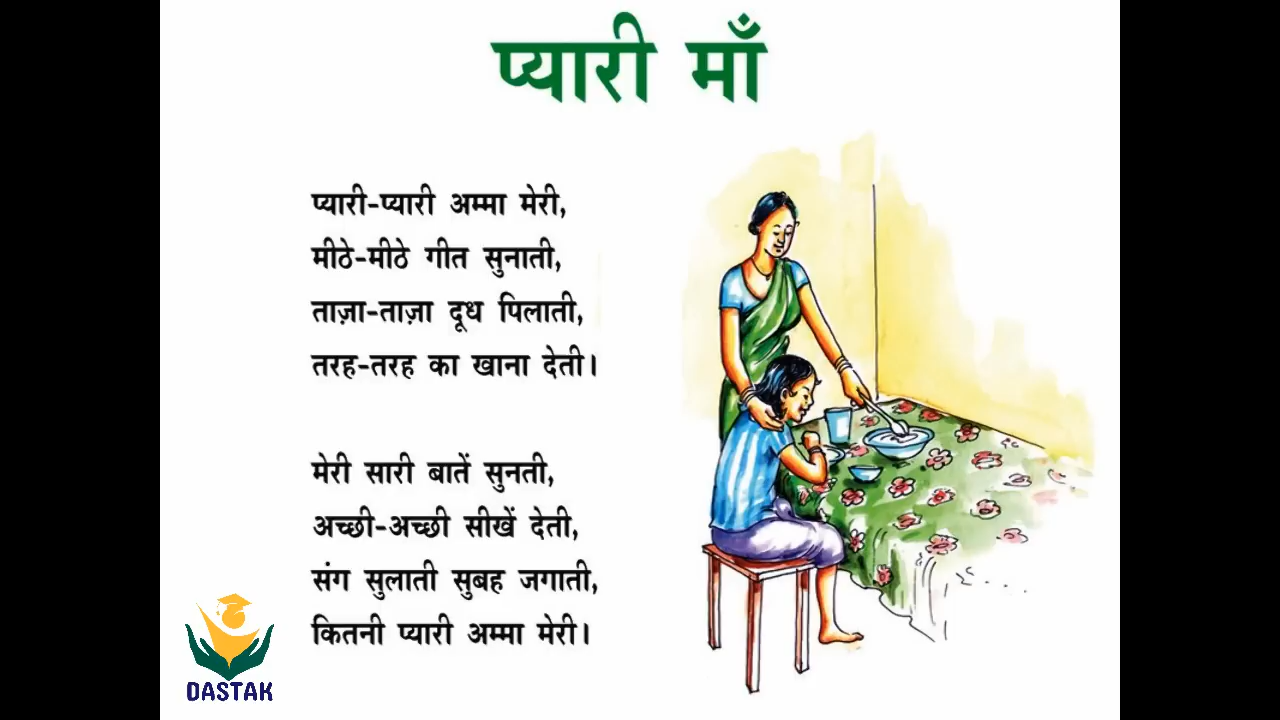 प्यारी माँ
प्यारी-प्यारी अम्मा मेरी,
मीठे-मीठे गीत सुनाती,
ताज़ा-ताज़ा दूध पिलाती,
तरह-तरह का खाना देती।
मेरी सारी बातें सुनती,
अच्छी-अच्छी सीखें देती,
संग सुलाती सुबह जगाती,
कितनी प्यारी अम्मा मेरी।
DASTAK